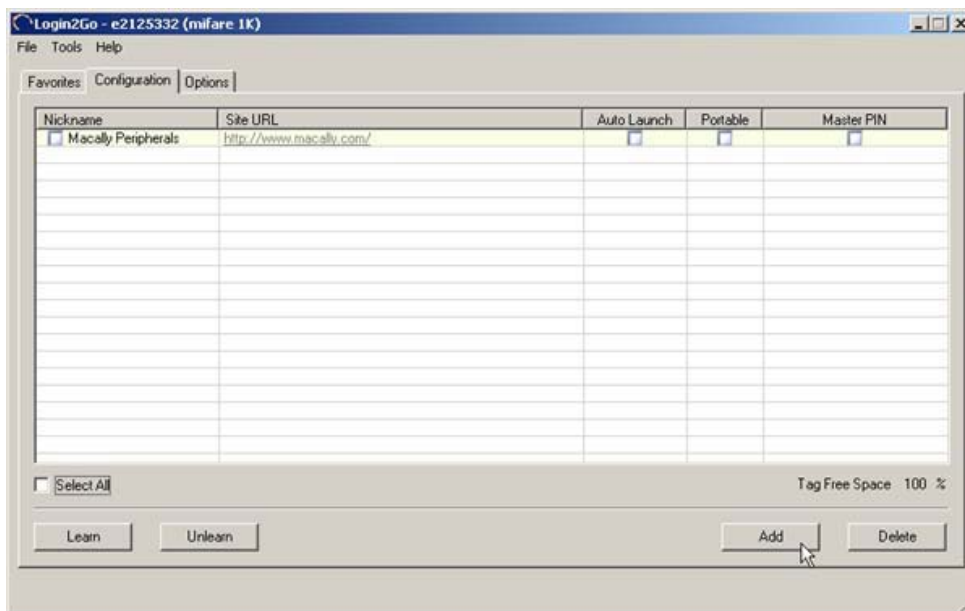 Login2Go - e2125332 (mifare 1K)
File Tools Help
Favorites Configuration Options
Nickname Site URL Auto Launch Portable Master PIN
Macally Peripherals http://www.macally.com/
Select All Tag Free Space 100 %
Learn Unlearn Add Delete